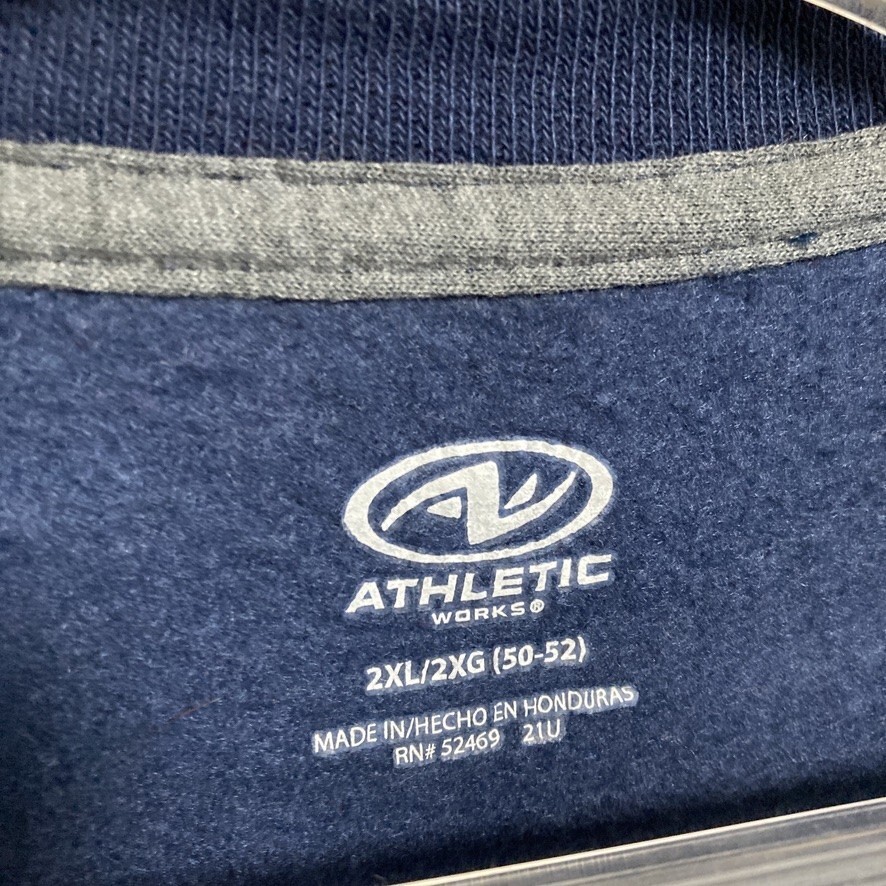 ATHLETIC
WORKS®
2XL/2XG (50-52)
MADE IN/HECHO EN HONDURAS
RN# 52469 21U